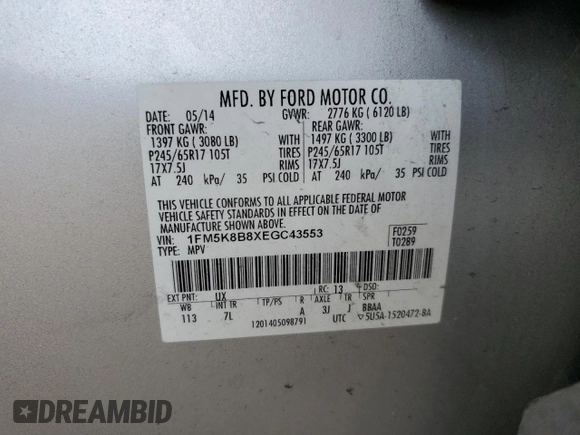 MFD. BY FORD MOTOR CO.
DATE: 05/14 GVWR: 2776 KG ( 6120 LB)
FRONT GAWR: REAR GAWR:
1397 KG ( 3080 LB) WITH 1497 KG ( 3300 LB) WITH
P245/65R17 105T TIRES P245/65R17 105T TIRES
17X7.5J RIMS 17X7.5J RIMS
AT 240 kPa/ 35 PSI COLD AT 240 kPa/ 35 PSI COLD
THIS VEHICLE CONFORMS TO ALL APPLICABLE FEDERAL MOTOR
VEHICLE SAFETY STANDARDS IN EFFECT ON THE DATE OF
MANUFACTURE SHOWN ABOVE.
VIN: 1FM5K8B8XEGC43553 F0259
TYPE: MPV T0289
EXT PNT: UX RC: 13 DSO:
WB INT TR TP/PS R AXLE TR SPR
113 7L A 3J J BBAA
1201405098791 UTC ▽5USA-1520472-BA
DREAMBID